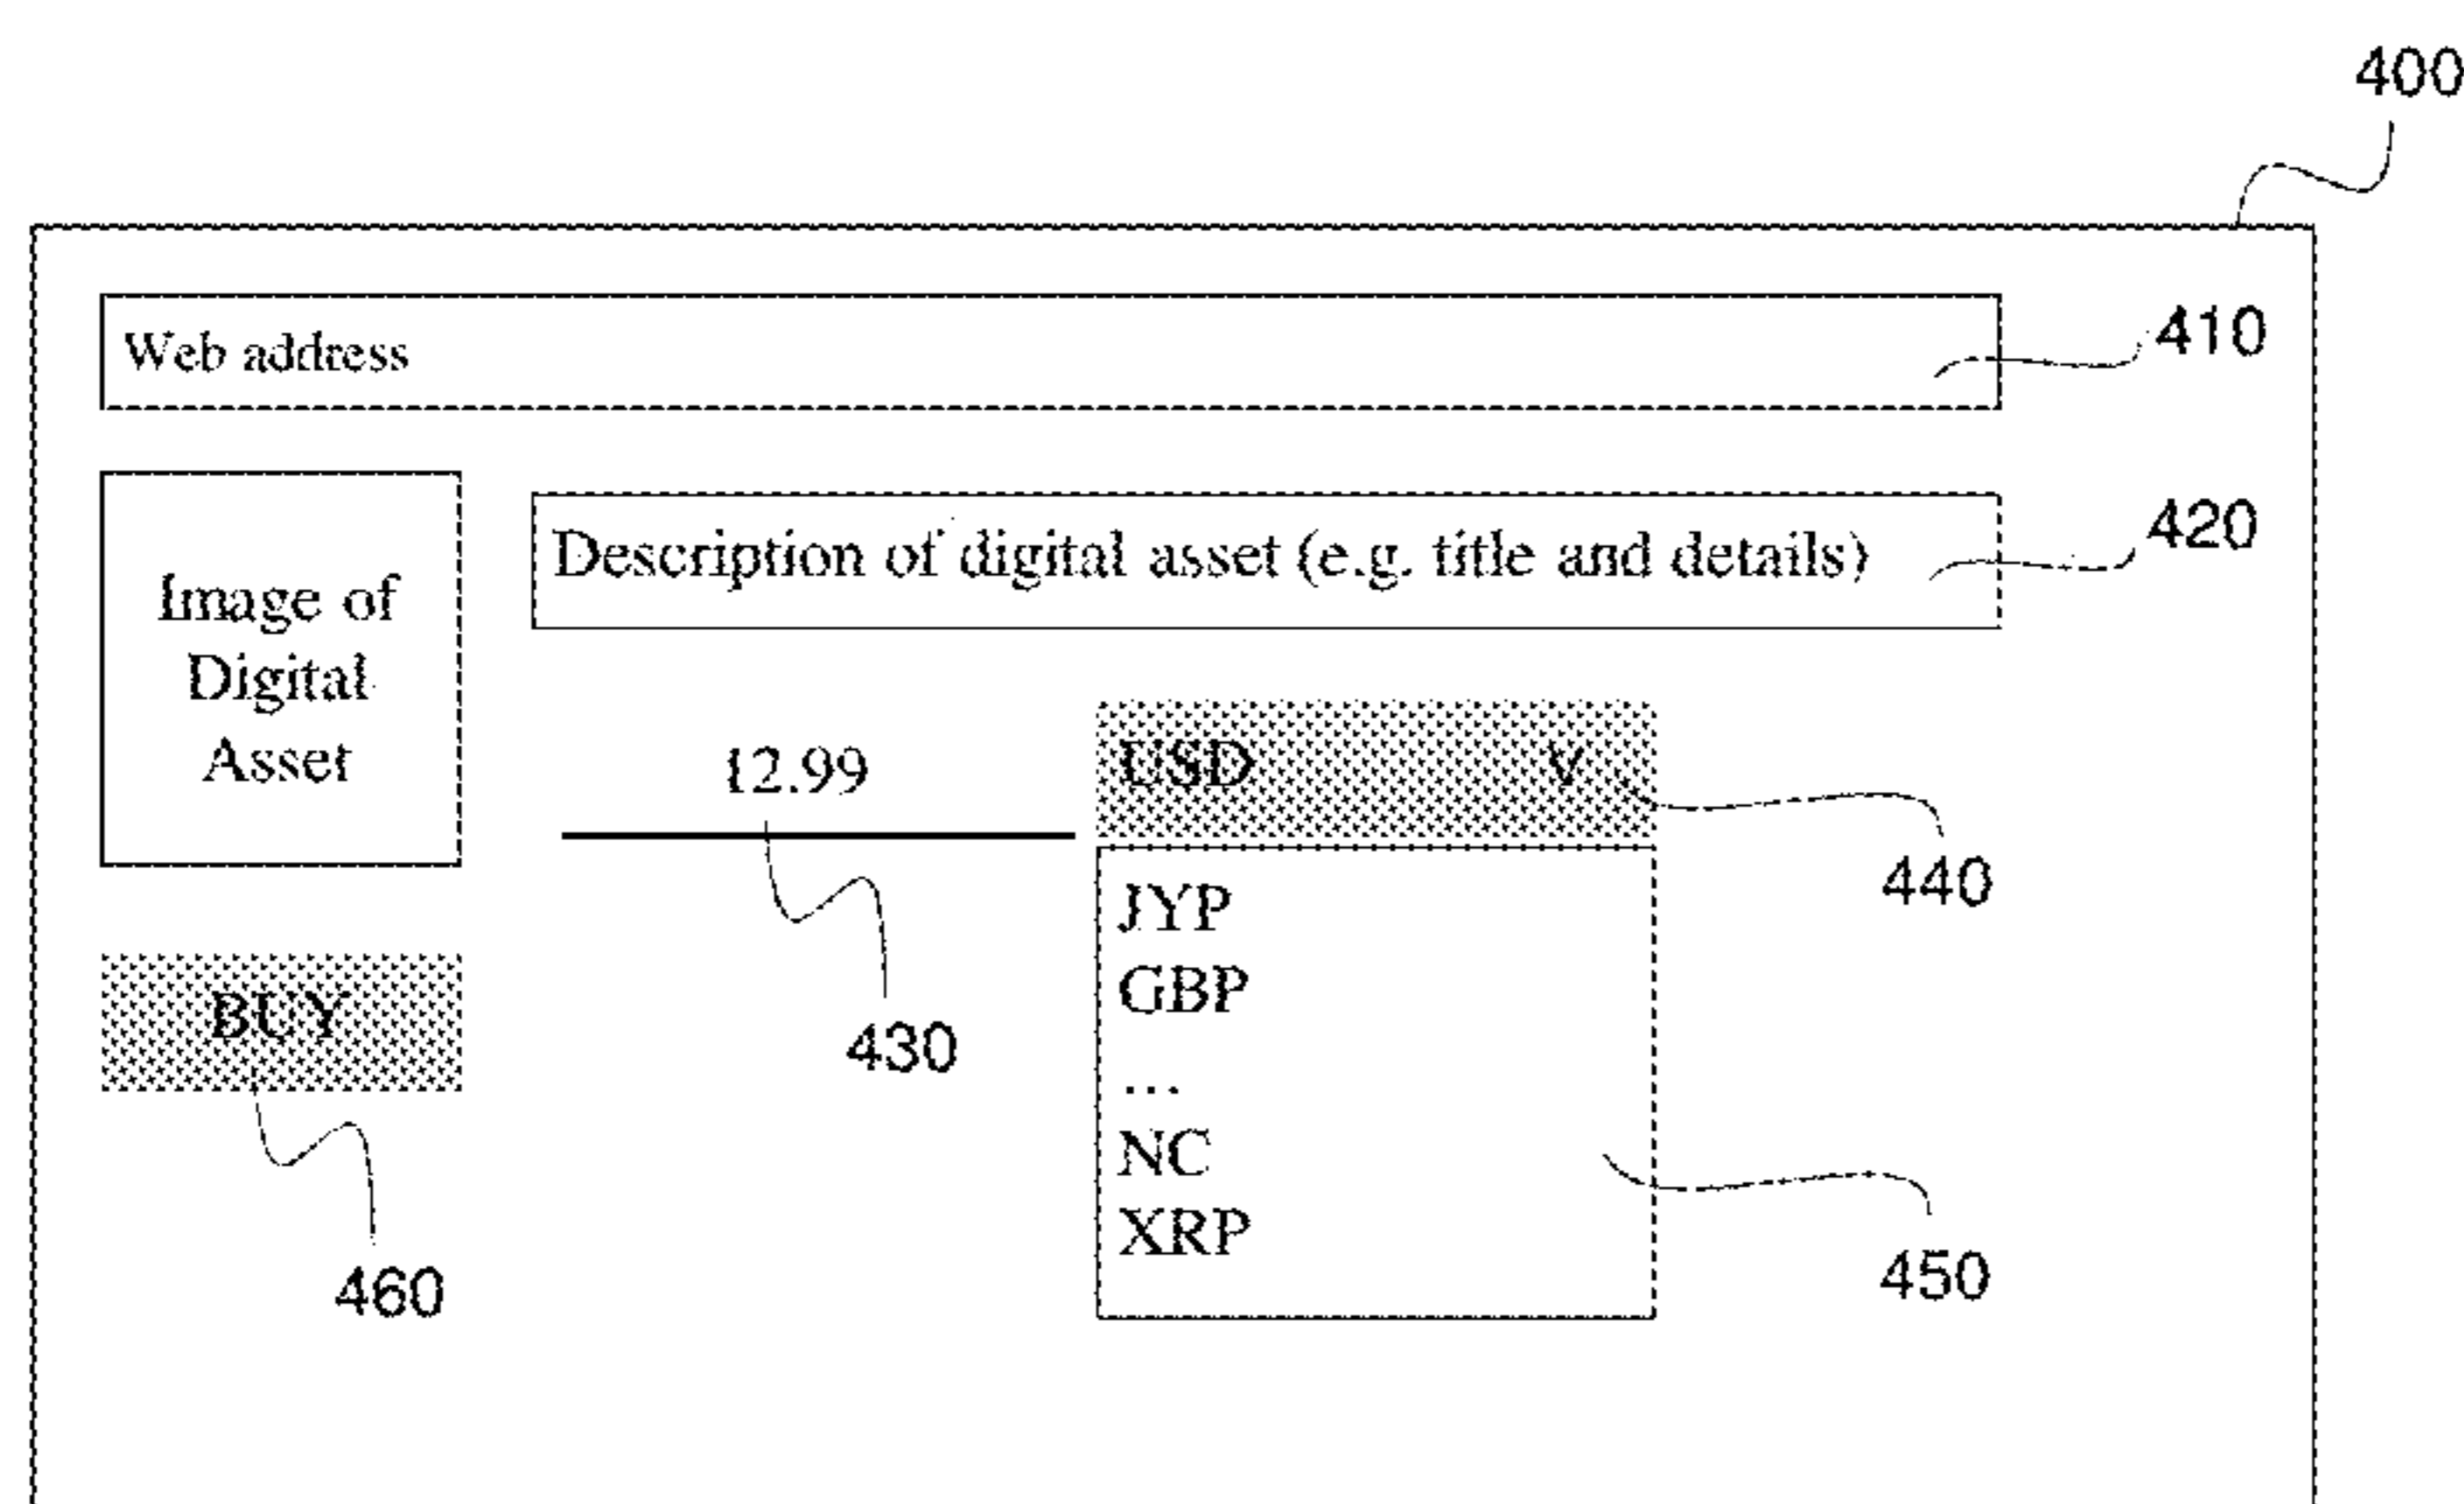 400
Web address
410
Image of
Digital
Asset
Description of digital asset (e.g. title and details)
420
12.99
USD V
440
430
JYP
GBP
...
NC
XRP
450
BUY
460